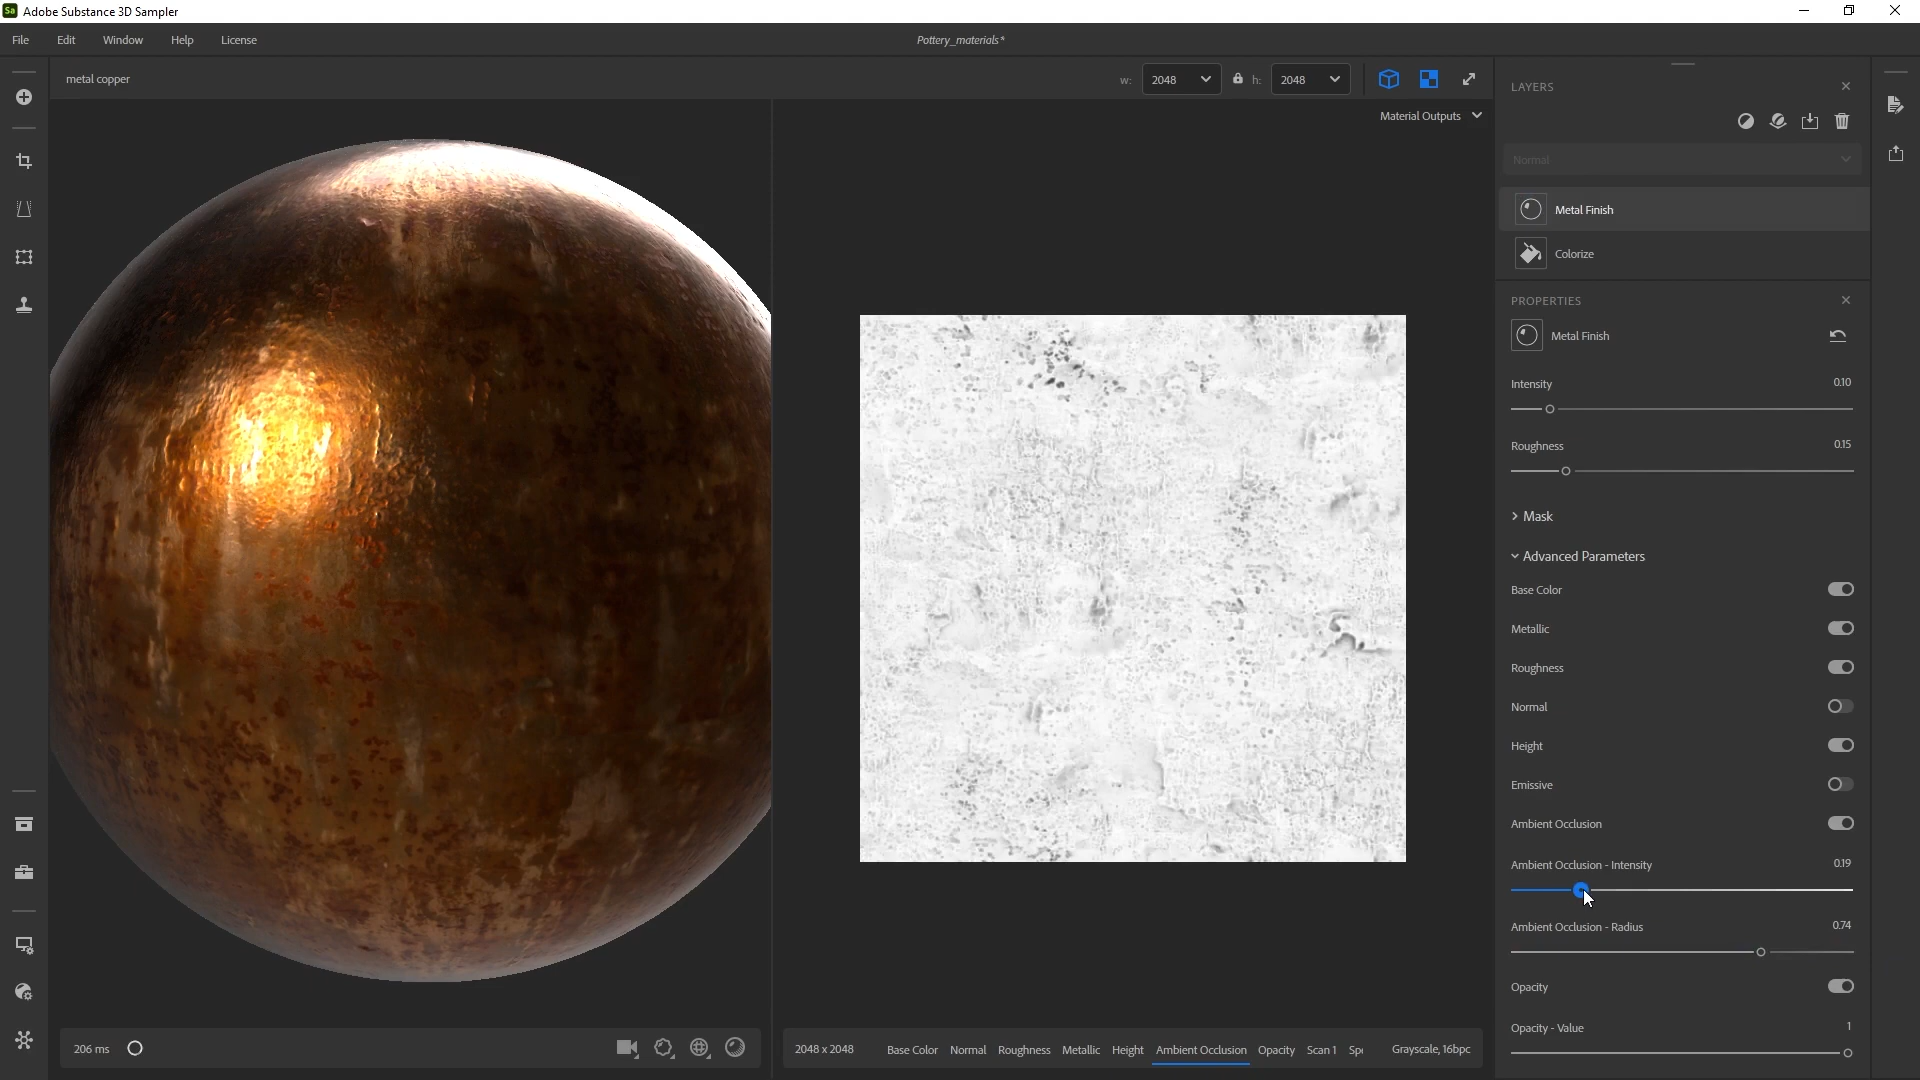 Sa Adobe Substance 3D Sampler
File Edit Window Help License Pottery_materials*
metal copper w: 2048 h: 2048
Material Outputs
LAYERS
Normal
Metal Finish
Colorize
PROPERTIES
Metal Finish
Intensity 0.10
Roughness 0.15
Mask
Advanced Parameters
Base Color
Metallic
Roughness
Normal
Height
Emissive
Ambient Occlusion
Ambient Occlusion - Intensity 0.19
Ambient Occlusion - Radius 0.74
Opacity
Opacity - Value 1
206 ms
2048 x 2048 Base Color Normal Roughness Metallic Height Ambient Occlusion Opacity Scan 1 Grayscale, 16bpc